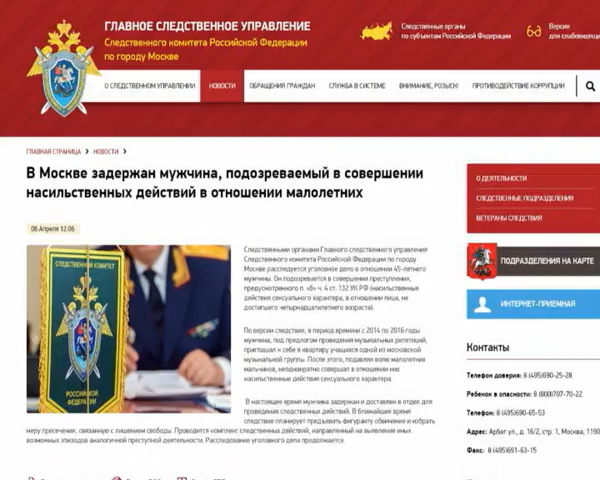 ГЛАВНОЕ СЛЕДСТВЕННОЕ УПРАВЛЕНИЕ
Следственного комитета Российской Федерации
по городу Москве
Следственные органы
по субъектам Российской Федерации
Версия
для слабовидящи
О СЛЕДСТВЕННОМ УПРАВЛЕНИИ НОВОСТИ ОБРАЩЕНИЯ ГРАЖДАН СЛУЖБА В СИСТЕМЕ ВНИМАНИЕ, РОЗЫСК! ПРОТИВОДЕЙСТВИЕ КОРРУПЦИИ
ГЛАВНАЯ СТРАНИЦА > НОВОСТИ >
В Москве задержан мужчина, подозреваемый в совершении
насильственных действий в отношении малолетних
06 Апреля 12:06
СЛЕДСТВЕННЫЙ КОМИТЕТ
РОССИЙСКОЙ
ФЕДЕРАЦИИ
Следственными органами Главного следственного управления
Следственного комитета Российской Федерации по городу
Москву расследуется уголовное дело в отношении 45-летнего
мужчины. Он подозревается в совершении преступления,
предусмотренного п. «б» ч. 4 ст. 132 УК РФ (насильственные
действия сексуального характера, в отношении лица, не
достигшего четырнадцатилетнего возраста).
По версии следствия, в период времени с 2014 по 2016 годы
мужчина, под предлогом проведения музыкальных репетиций,
приглашал к себе в квартиру учащихся одной из московской
музыкальной группы. После этого, подавляя волю малолетних
мальчиков, неоднократно совершал в отношении них
насильственные действия сексуального характера.
В настоящее время мужчина задержан и доставлен в отдел для
проведения следственных действий. В ближайшее время
следствие планирует предъявить фигуранту обвинение и избрать
меру пресечения, связанную с лишением свободы. Проводится комплекс следственных действий, направленный на выявление иных
возможных эпизодов аналогичной преступной деятельности. Расследование уголовного дела продолжается.
О ДЕЯТЕЛЬНОСТИ
СЛЕДСТВЕННЫЕ ПОДРАЗДЕЛЕНИЯ
ВЕТЕРАНЫ СЛЕДСТВИЯ
ПОДРАЗДЕЛЕНИЯ НА КАРТЕ
ИНТЕРНЕТ-ПРИЕМНАЯ
Контакты
Телефон доверия: 8 (495)690-25-28
Ребенок в опасности: 8 (800)707-70-22
Телефон: 8 (495)690-65-53
Адрес: Арбат ул., д. 16/2, стр. 1, Москва, 1190
Факс: 8 (495)691-63-15